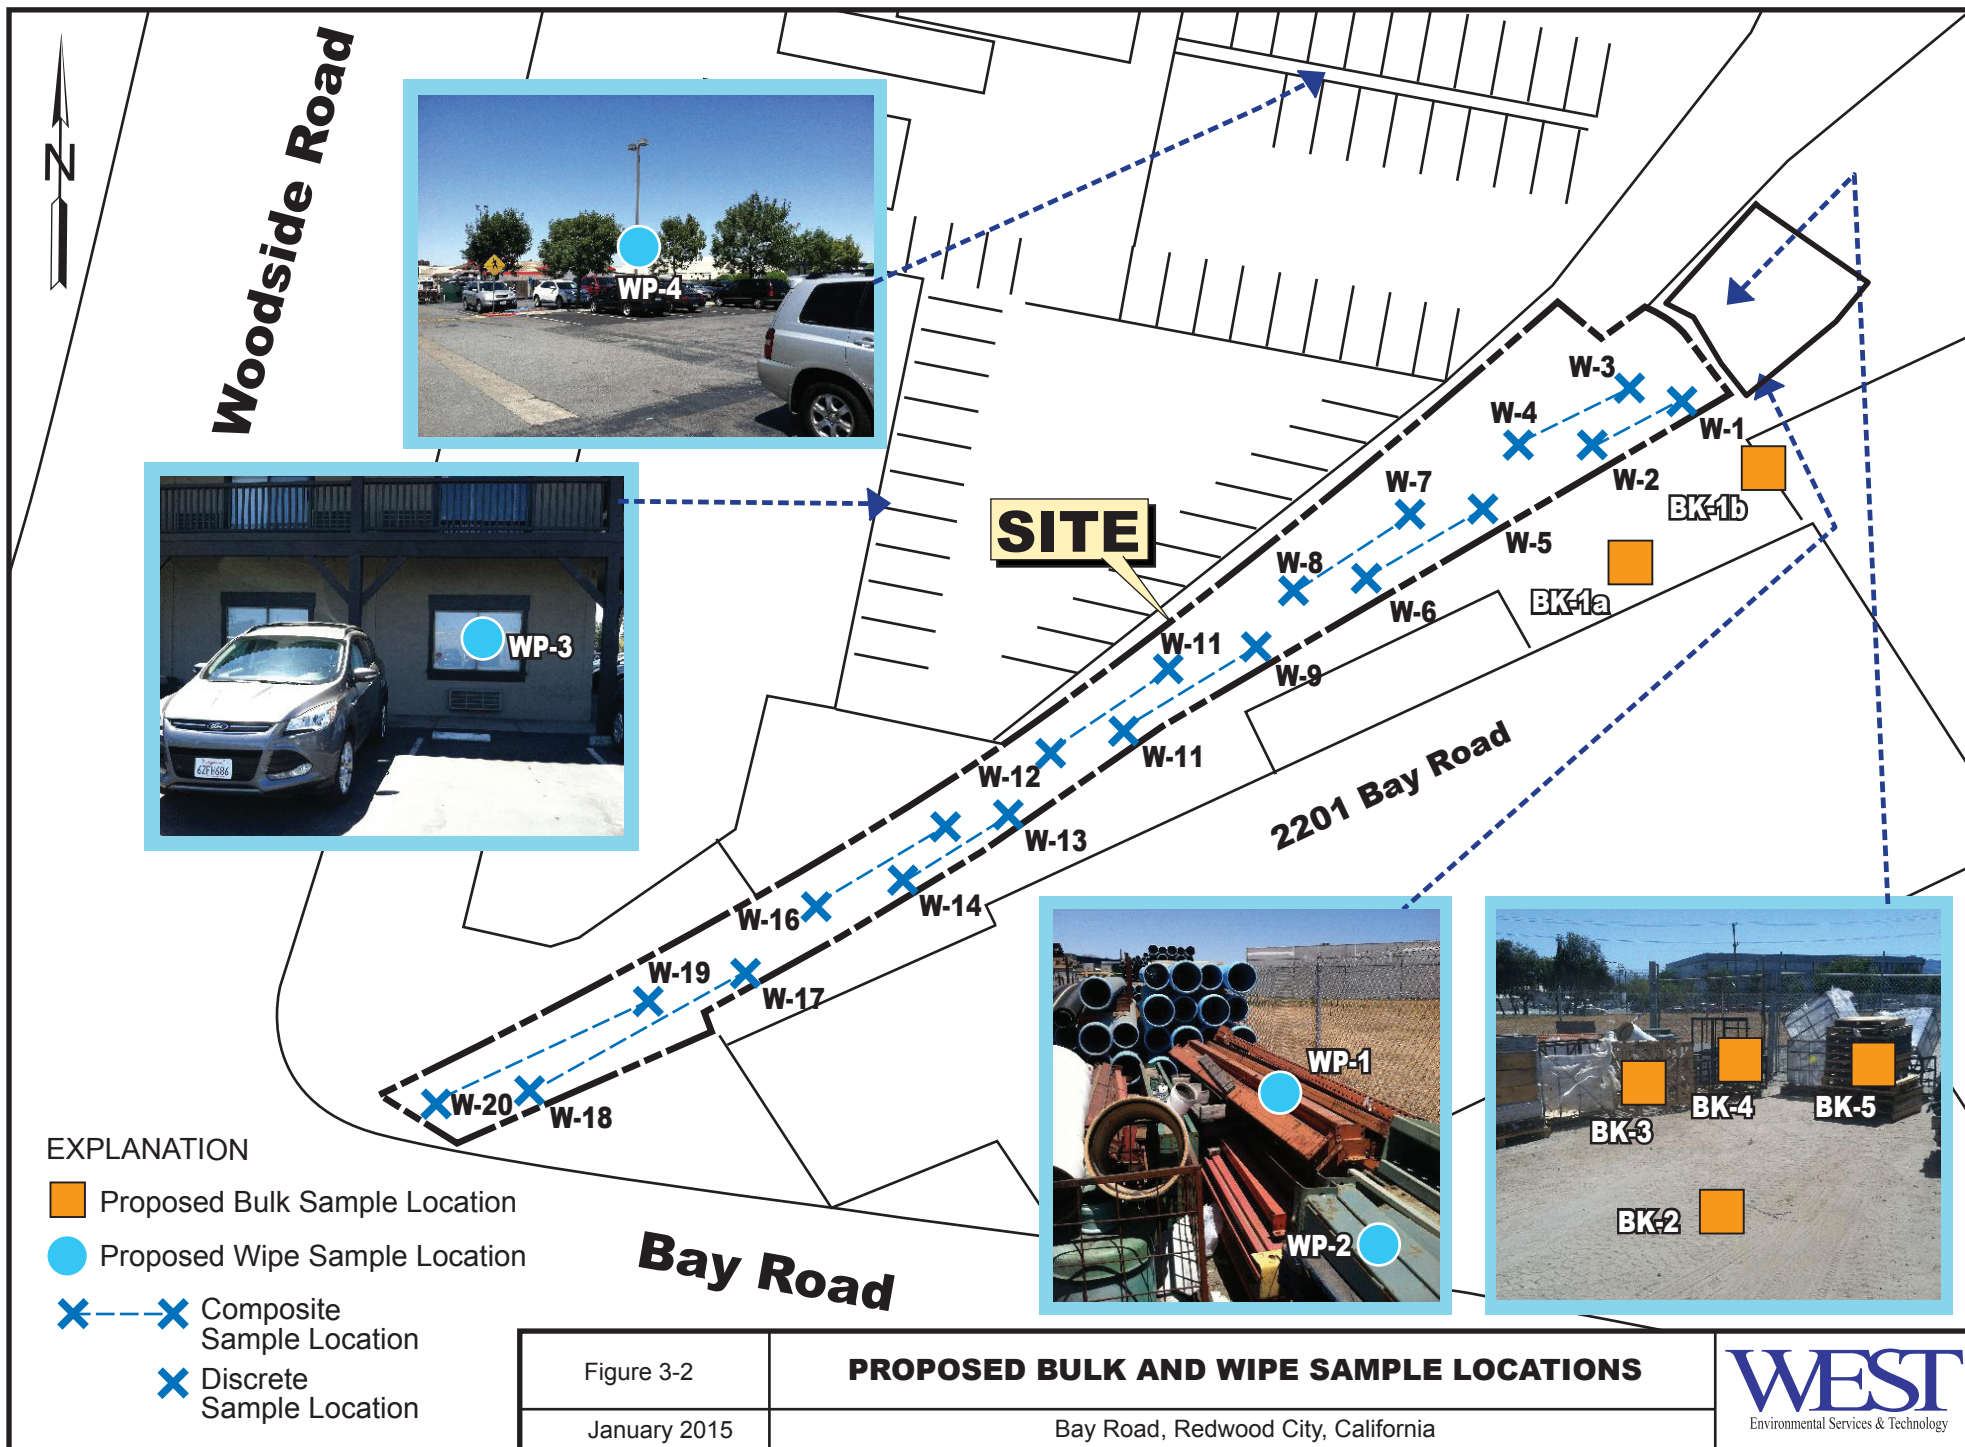 N
Woodside Road
WP-4
WP-3
62FH686
SITE
W-3
W-4
W-1
W-2
BK-1b
W-7
W-5
BK-1a
W-8
W-6
W-11
W-9
W-11
W-12
W-13
2201 Bay Road
W-16
W-14
W-19
W-17
W-20
W-18
WP-1
WP-2
BK-3
BK-4
BK-5
BK-2
Bay Road
EXPLANATION
Proposed Bulk Sample Location
Proposed Wipe Sample Location
Composite
Sample Location
Discrete
Sample Location
Figure 3-2
PROPOSED BULK AND WIPE SAMPLE LOCATIONS
January 2015
Bay Road, Redwood City, California
WEST
Environmental Services & Technology